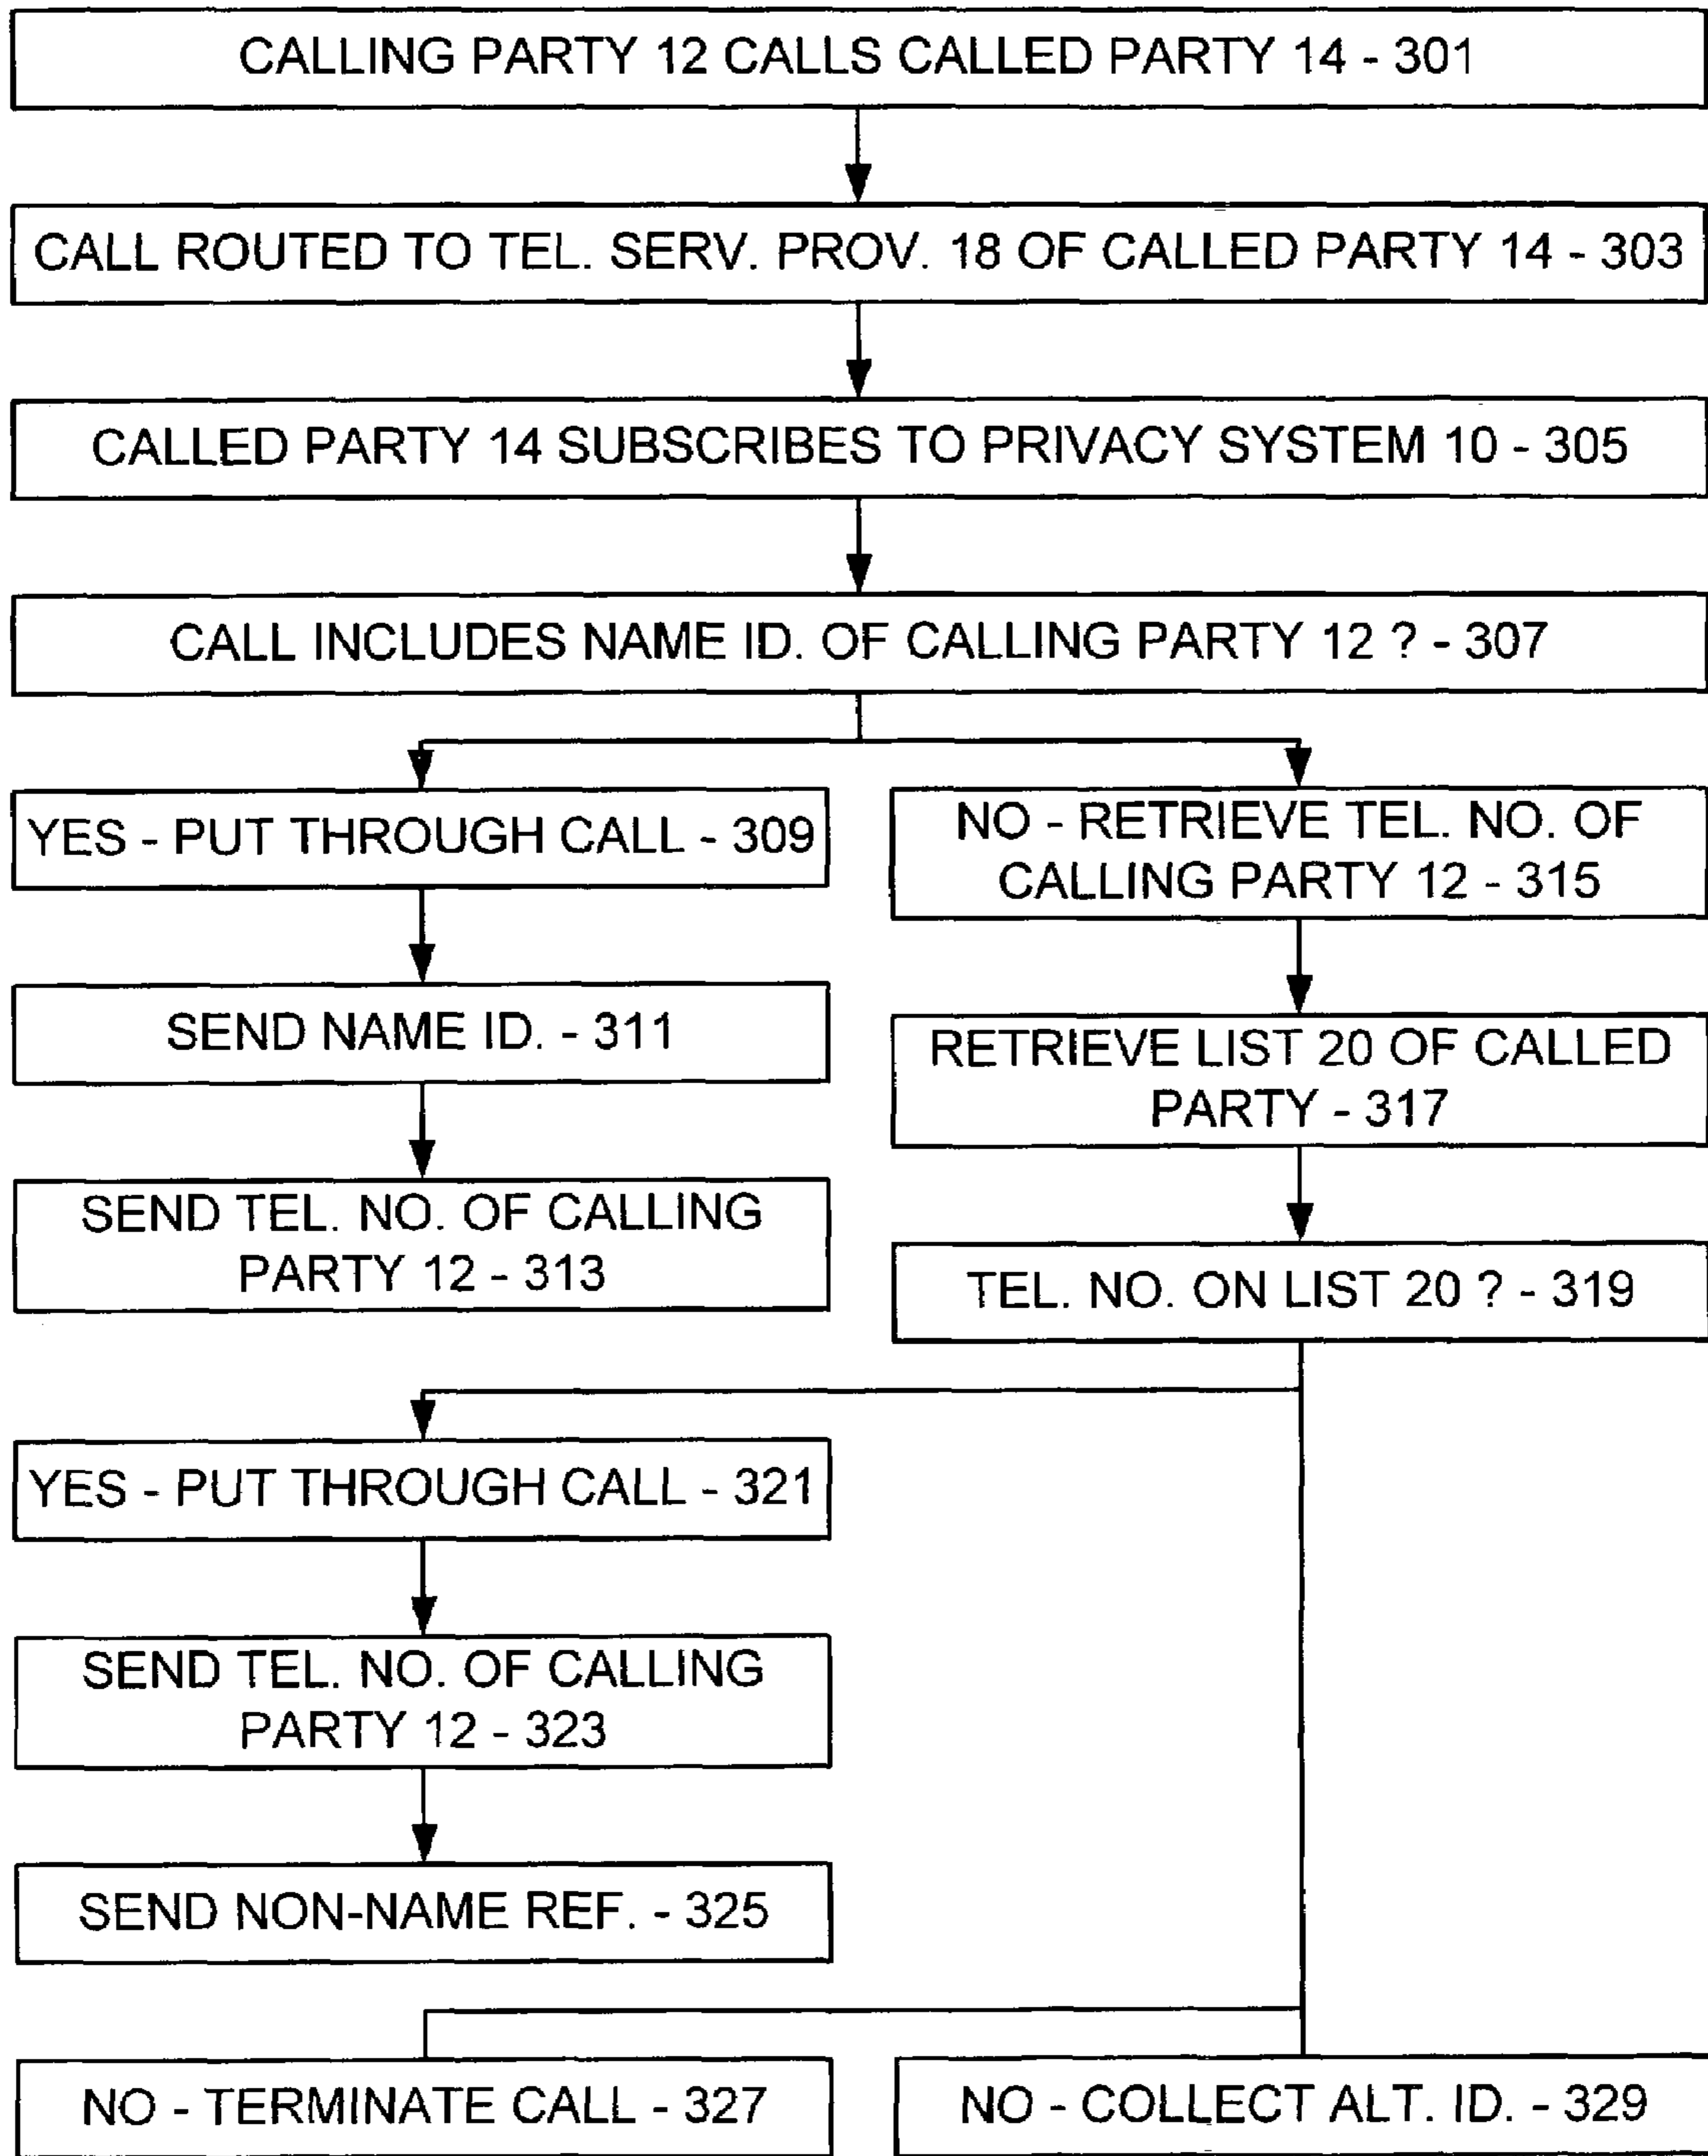 CALLING PARTY 12 CALLS CALLED PARTY 14 - 301
CALL ROUTED TO TEL. SERV. PROV. 18 OF CALLED PARTY 14 - 303
CALLED PARTY 14 SUBSCRIBES TO PRIVACY SYSTEM 10 - 305
CALL INCLUDES NAME ID. OF CALLING PARTY 12 ? - 307
YES - PUT THROUGH CALL - 309
SEND NAME ID. - 311
SEND TEL. NO. OF CALLING
PARTY 12 - 313
NO - RETRIEVE TEL. NO. OF
CALLING PARTY 12 - 315
RETRIEVE LIST 20 OF CALLED
PARTY - 317
TEL. NO. ON LIST 20 ? - 319
YES - PUT THROUGH CALL - 321
SEND TEL. NO. OF CALLING
PARTY 12 - 323
SEND NON-NAME REF. - 325
NO - TERMINATE CALL - 327
NO - COLLECT ALT. ID. - 329